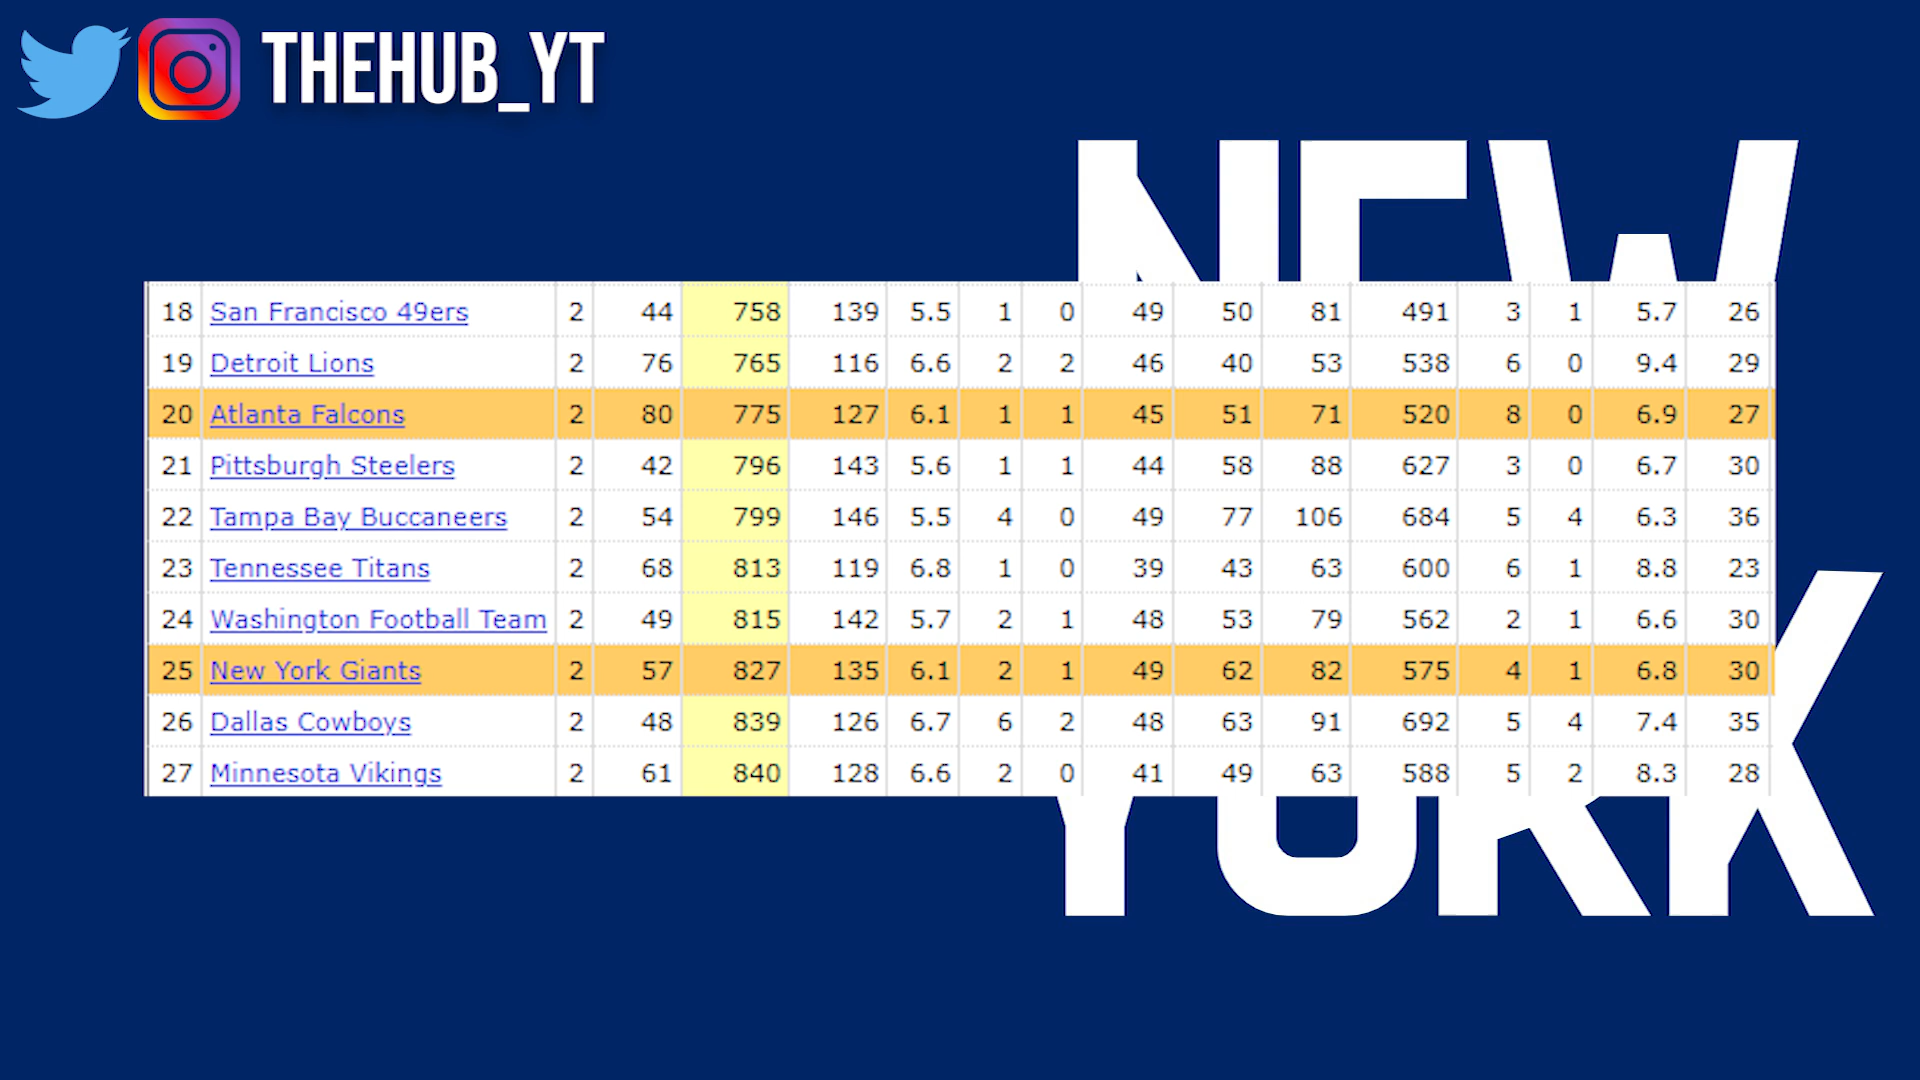 THEHUB_YT
NEW
18 San Francisco 49ers 2 44 758 139 5.5 1 0 49 50 81 491 3 1 5.7 26
19 Detroit Lions 2 76 765 116 6.6 2 2 46 40 53 538 6 0 9.4 29
20 Atlanta Falcons 2 80 775 127 6.1 1 1 45 51 71 520 8 0 6.9 27
21 Pittsburgh Steelers 2 42 796 143 5.6 1 1 44 58 88 627 3 0 6.7 30
22 Tampa Bay Buccaneers 2 54 799 146 5.5 4 0 49 77 106 684 5 4 6.3 36
23 Tennessee Titans 2 68 813 119 6.8 1 0 39 43 63 600 6 1 8.8 23
24 Washington Football Team 2 49 815 142 5.7 2 1 48 53 79 562 2 1 6.6 30
25 New York Giants 2 57 827 135 6.1 2 1 49 62 82 575 4 1 6.8 30
26 Dallas Cowboys 2 48 839 126 6.7 6 2 48 63 91 692 5 4 7.4 35
27 Minnesota Vikings 2 61 840 128 6.6 2 0 41 49 63 588 5 2 8.3 28
YORK